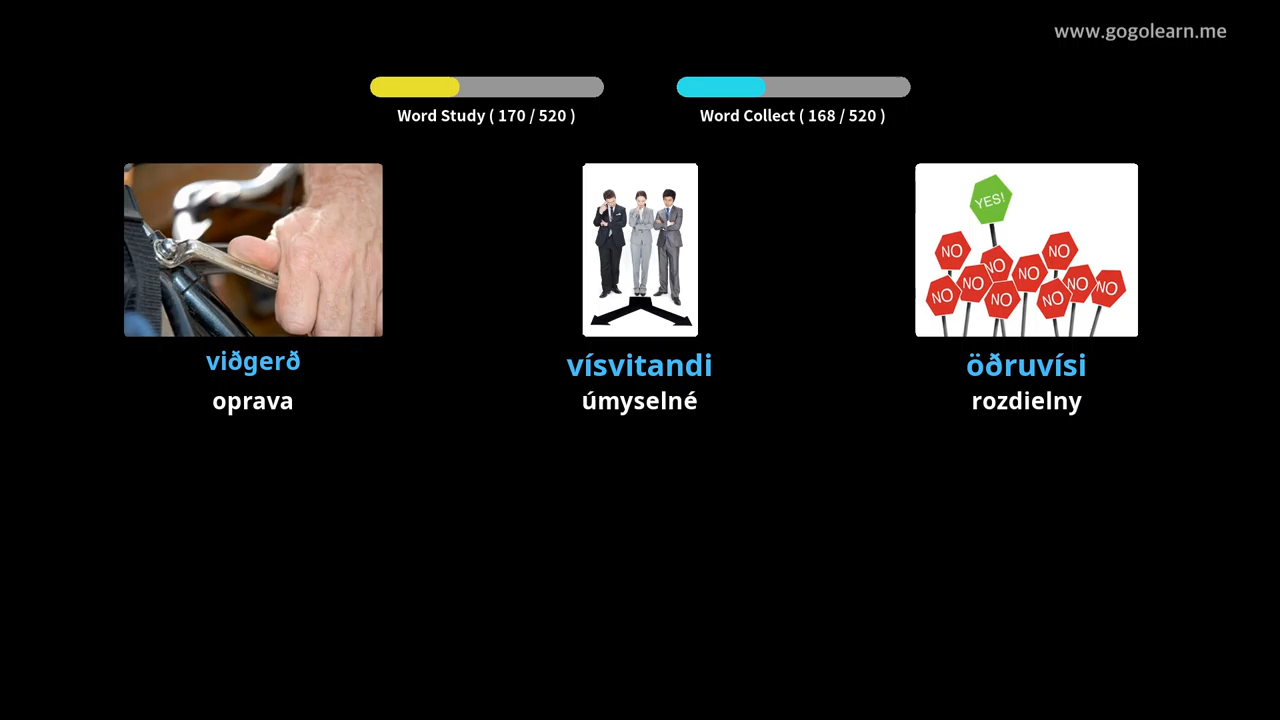 www.gogolearn.me
Word Study ( 170 / 520 )
Word Collect ( 168 / 520 )
YES!
NO
NO
NO
NO
NO
NO
NO
NO
NO
NO
viðgerð
vísvitandi
öðruvísi
oprava
úmyselné
rozdielny